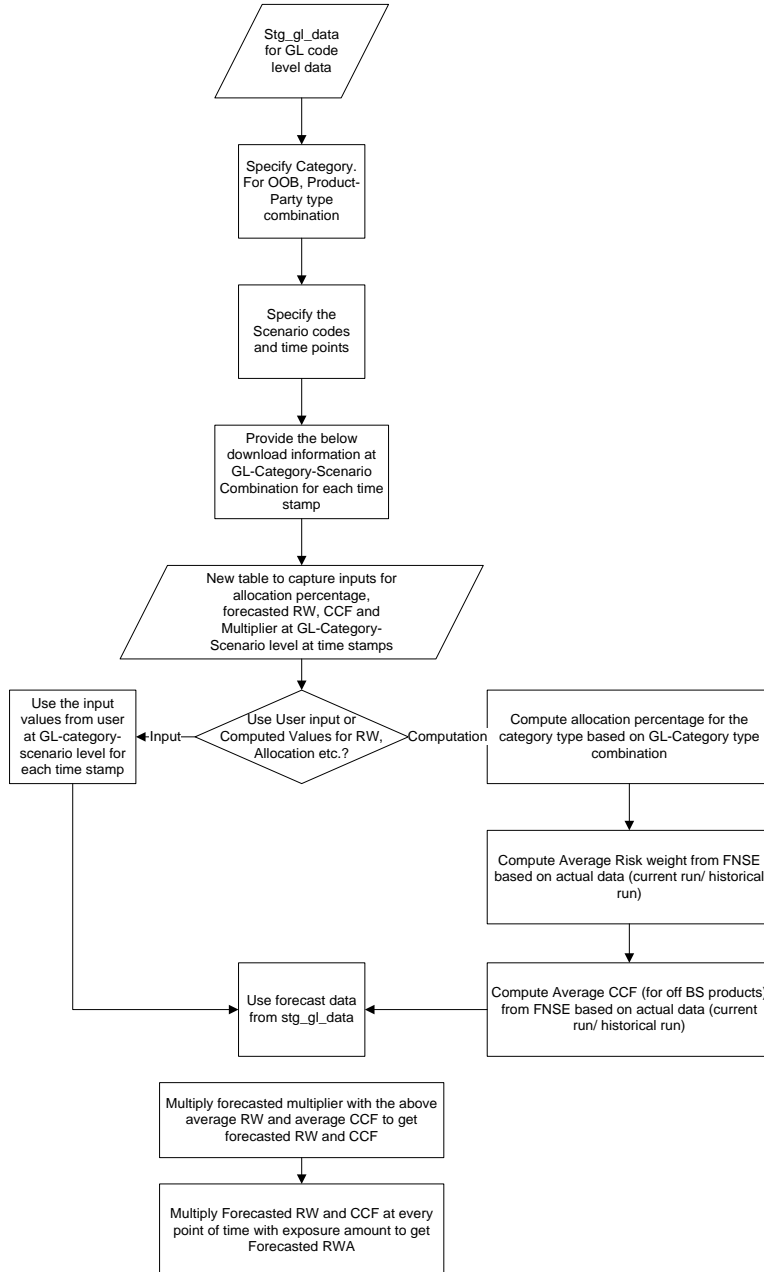 Stg_gl_data
for GL code
level data
Specify Category.
For OOB, Product-
Party type
combination
Specify the
Scenario codes
and time points
Provide the below
download information at
GL-Category-Scenario
Combination for each time
stamp
New table to capture inputs for
allocation percentage,
forecasted RW, CCF and
Multiplier at GL-Category-
Scenario level at time stamps
Use the input
values from user
at GL-category-
scenario level for
each time stamp
Input
Use User input or
Computed Values for RW,
Allocation etc.?
Computation
Compute allocation percentage for the
category type based on GL-Category type
combination
Compute Average Risk weight from FNSE
based on actual data (current run/ historical
run)
Compute Average CCF (for off BS products)
from FNSE based on actual data (current
run/ historical run)
Use forecast data
from stg_gl_data
Multiply forecasted multiplier with the above
average RW and average CCF to get
forecasted RW and CCF
Multiply Forecasted RW and CCF at every
point of time with exposure amount to get
Forecasted RWA